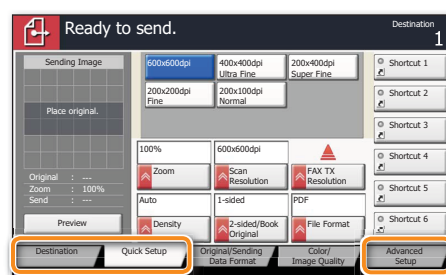 Ready to send.
Destination
1
Sending Image
Place original.
Original : ---
Zoom : 100%
Send : ---
Preview
600x600dpi
400x400dpi
Ultra Fine
200x400dpi
Super Fine
200x200dpi
Fine
200x100dpi
Normal
100%
Zoom
600x600dpi
Scan
Resolution
FAX TX
Resolution
Auto
Density
1-sided
2-sided/Book
Original
PDF
File Format
Shortcut 1
Shortcut 2
Shortcut 3
Shortcut 4
Shortcut 5
Shortcut 6
Destination
Quick Setup
Original/Sending
Data Format
Color/
Image Quality
Advanced
Setup